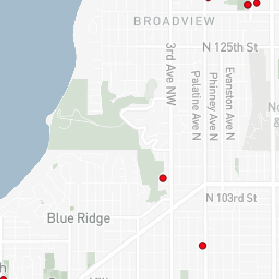 BROADVIEW
N 125th St
3rd Ave NW
Palatine Ave N
Phinney Ave N
Evanston Ave N
N 103rd St
Blue Ridge